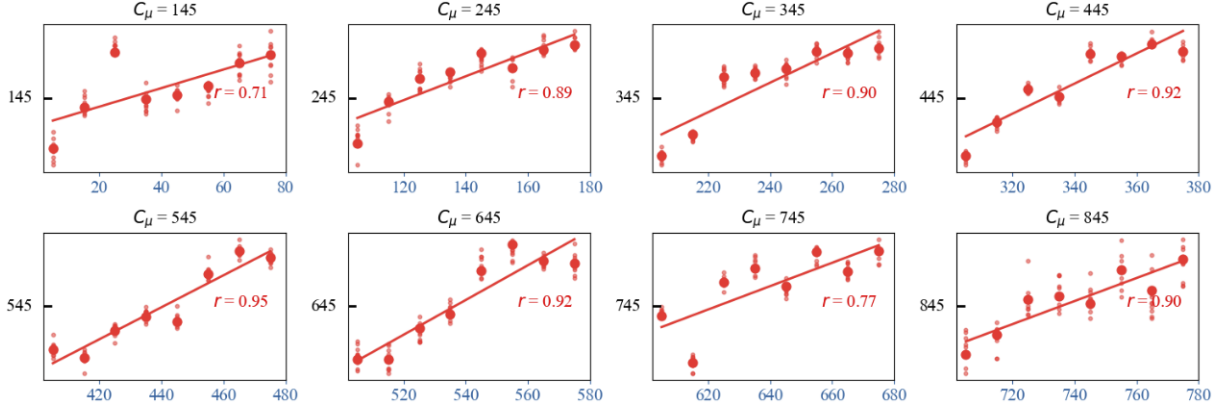 C_μ = 145
C_μ = 245
C_μ = 345
C_μ = 445
145
r = 0.71
245
r = 0.89
345
r = 0.90
445
r = 0.92
20 40 60 80
120 140 160 180
220 240 260 280
320 340 360 380
C_μ = 545
C_μ = 645
C_μ = 745
C_μ = 845
545
r = 0.95
645
r = 0.92
745
r = 0.77
845
r = 0.90
420 440 460 480
520 540 560 580
620 640 660 680
720 740 760 780